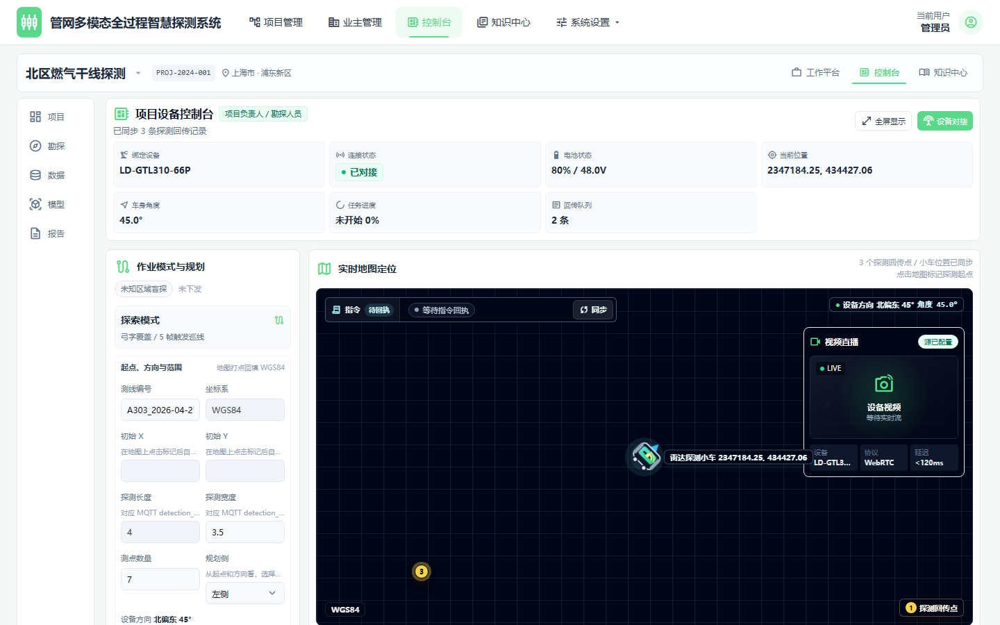 管网多模态全过程智慧探测系统
项目管理
业主管理
控制台
知识中心
系统设置
当前用户
管理员
北区燃气干线探测
PROJ-2024-001
上海市 · 浦东新区
工作平台
控制台
知识中心
项目
勘探
数据
模型
报告
项目设备控制台
项目负责人 / 勘探人员
已同步 3 条探测回传记录
全屏显示
设备对接
绑定设备
LD-GTL310-66P
连接状态
已对接
电池状态
80% / 48.0V
当前位置
2347184.25, 434427.06
车身角度
45.0°
任务进度
未开始 0%
回传队列
2 条
作业模式与规划
未知区域盲探
未下发
探索模式
弓字覆盖 / 5 帧触发巡线
起点、方向与范围
地图打点回填 WGS84
测线编号
坐标系
A303_2026-04-2
WGS84
初始 X
初始 Y
在地图上点击标记后自...
在地图上点击标记后自...
探测长度
探测宽度
对应 MQTT detection_...
对应 MQTT detection_...
4
3.5
测点数量
规划侧
从起点和方向看，选择...
7
左侧
设备方向 北偏东 45°
实时地图定位
3 个探测回传点 / 小车位置已同步
点击地图标记探测起点
指令
待回执
等待指令回执
同步
设备方向 北偏东 45° 角度 45.0°
视频直播
源已配置
LIVE
设备视频
等待实时流
设备
LD-GTL3...
协议
WebRTC
延迟
<120ms
雷达探测小车 2347184.25, 434427.06
3
WGS84
1 探测回传点